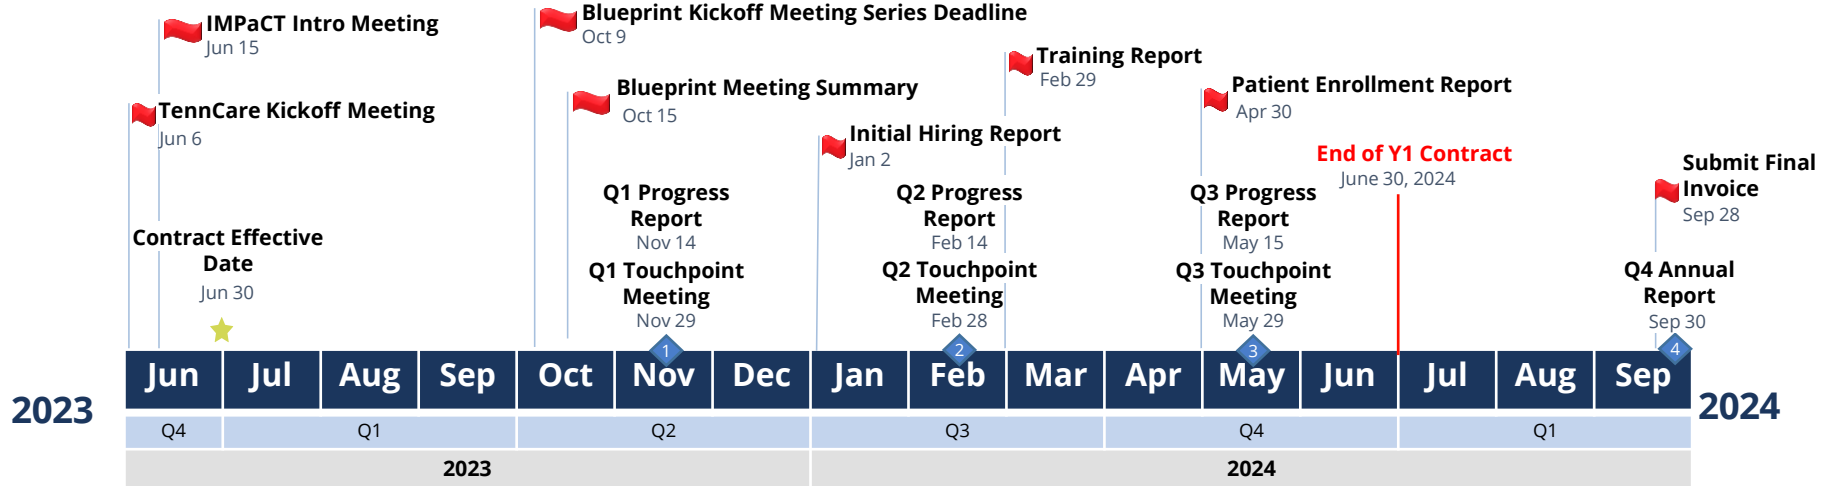 IMPaCT Intro Meeting
Jun 15
TennCare Kickoff Meeting
Jun 6
Contract Effective
Date
Jun 30
Blueprint Kickoff Meeting Series Deadline
Oct 9
Blueprint Meeting Summary
Oct 15
Q1 Progress
Report
Nov 14
Q1 Touchpoint
Meeting
Nov 29
Initial Hiring Report
Jan 2
Q2 Progress
Report
Feb 14
Q2 Touchpoint
Meeting
Feb 28
Training Report
Feb 29
Patient Enrollment Report
Apr 30
Q3 Progress
Report
May 15
Q3 Touchpoint
Meeting
May 29
End of Y1 Contract
June 30, 2024
Submit Final
Invoice
Sep 28
Q4 Annual
Report
Sep 30
1 2 3 4
Jun Jul Aug Sep Oct Nov Dec Jan Feb Mar Apr May Jun Jul Aug Sep
2023 2024
Q4 Q1 Q2 Q3 Q4 Q1
2023 2024